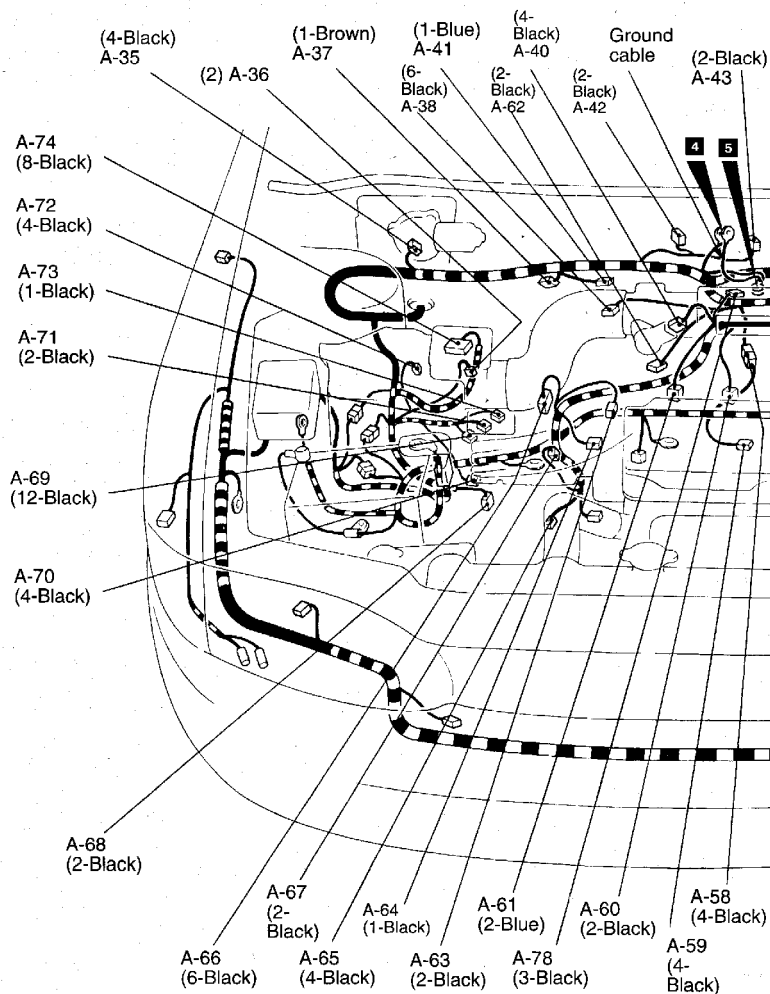 (4-Black)
A-35
(2) A-36
(1-Brown)
A-37
(1-Blue)
A-41
(6-
Black)
A-38
(4-
Black)
A-40
(2-
Black)
A-62
(2-
Black)
A-42
Ground
cable
(2-Black)
A-43
4
5
A-74
(8-Black)
A-72
(4-Black)
A-73
(1-Black)
A-71
(2-Black)
A-69
(12-Black)
A-70
(4-Black)
A-68
(2-Black)
A-67
(2-
Black)
A-66
(6-Black)
A-65
(4-Black)
A-64
(1-Black)
A-63
(2-Black)
A-61
(2-Blue)
A-78
(3-Black)
A-60
(2-Black)
A-58
(4-Black)
A-59
(4-
Black)